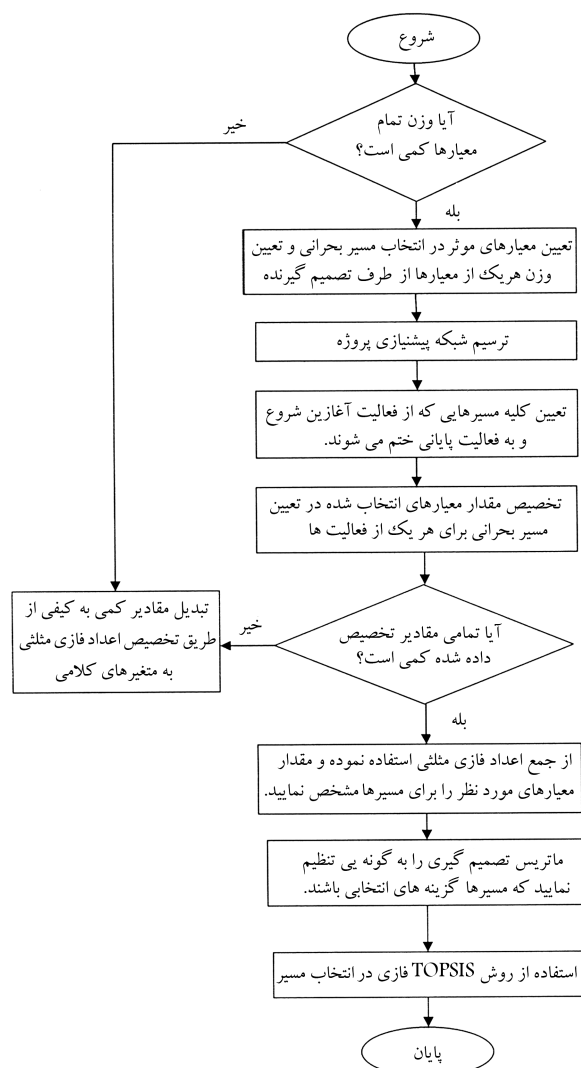 شروع
آیا وزن تمام
معیارها کمی است؟
خیر
بله
تعیین معیارهای موثر در انتخاب مسیر بحرانی و تعیین
وزن هریک از معیارها از طرف تصمیم گیرنده
ترسیم شبکه پیشنیازی پروژه
تعیین کلیه مسیرهایی که از فعالیت آغازین شروع
و به فعالیت پایانی ختم می شوند.
تخصیص مقدار معیارهای انتخاب شده در تعیین
مسیر بحرانی برای هر یک از فعالیت ها
آیا تمامی مقادیر تخصیص
داده شده کمی است؟
خیر
تبدیل مقادیر کمی به کیفی از
طریق تخصیص اعداد فازی مثلثی
به متغیرهای کلامی
بله
از جمع اعداد فازی مثلثی استفاده نموده و مقدار
معیارهای مورد نظر را برای مسیرها مشخص نمایید.
ماتریس تصمیم گیری را به گونه یی تنظیم
نمایید که مسیرها گزینه های انتخابی باشند.
استفاده از روش TOPSIS فازی در انتخاب مسیر
پایان